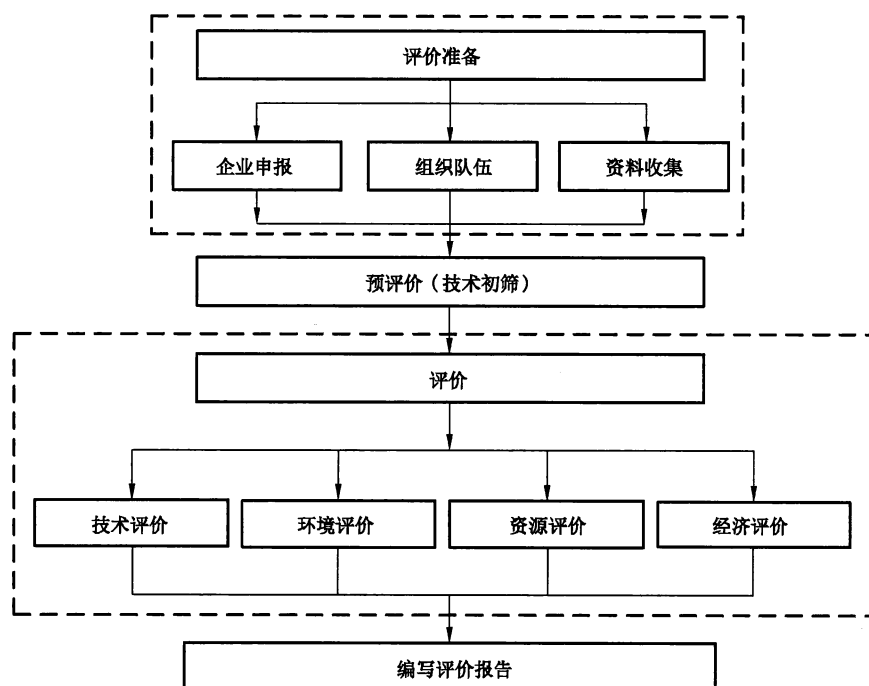 评价准备
企业申报
组织队伍
资料收集
预评价（技术初筛）
评价
技术评价
环境评价
资源评价
经济评价
编写评价报告